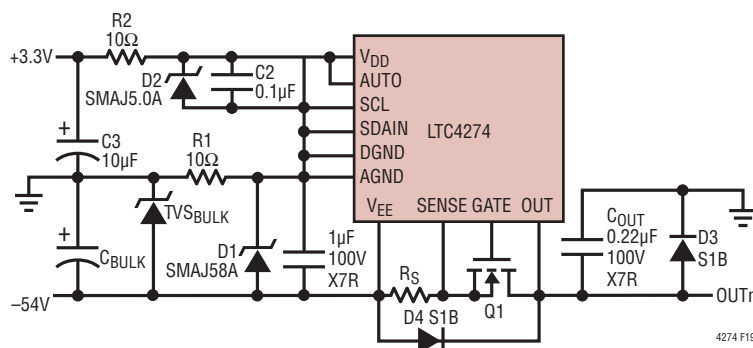 R2
10Ω
+3.3V
D2
SMAJ5.0A
C2
0.1µF
VDD
AUTO
SCL
SDAIN
DGND
AGND
LTC4274
+
C3
10µF
R1
10Ω
VEE SENSE GATE OUT
TVSBULK
+
CBULK
D1
SMAJ58A
1µF
100V
X7R
RS
Q1
COUT
0.22µF
100V
X7R
D3
S1B
–54V
OUTn
D4 S1B
4274 F19